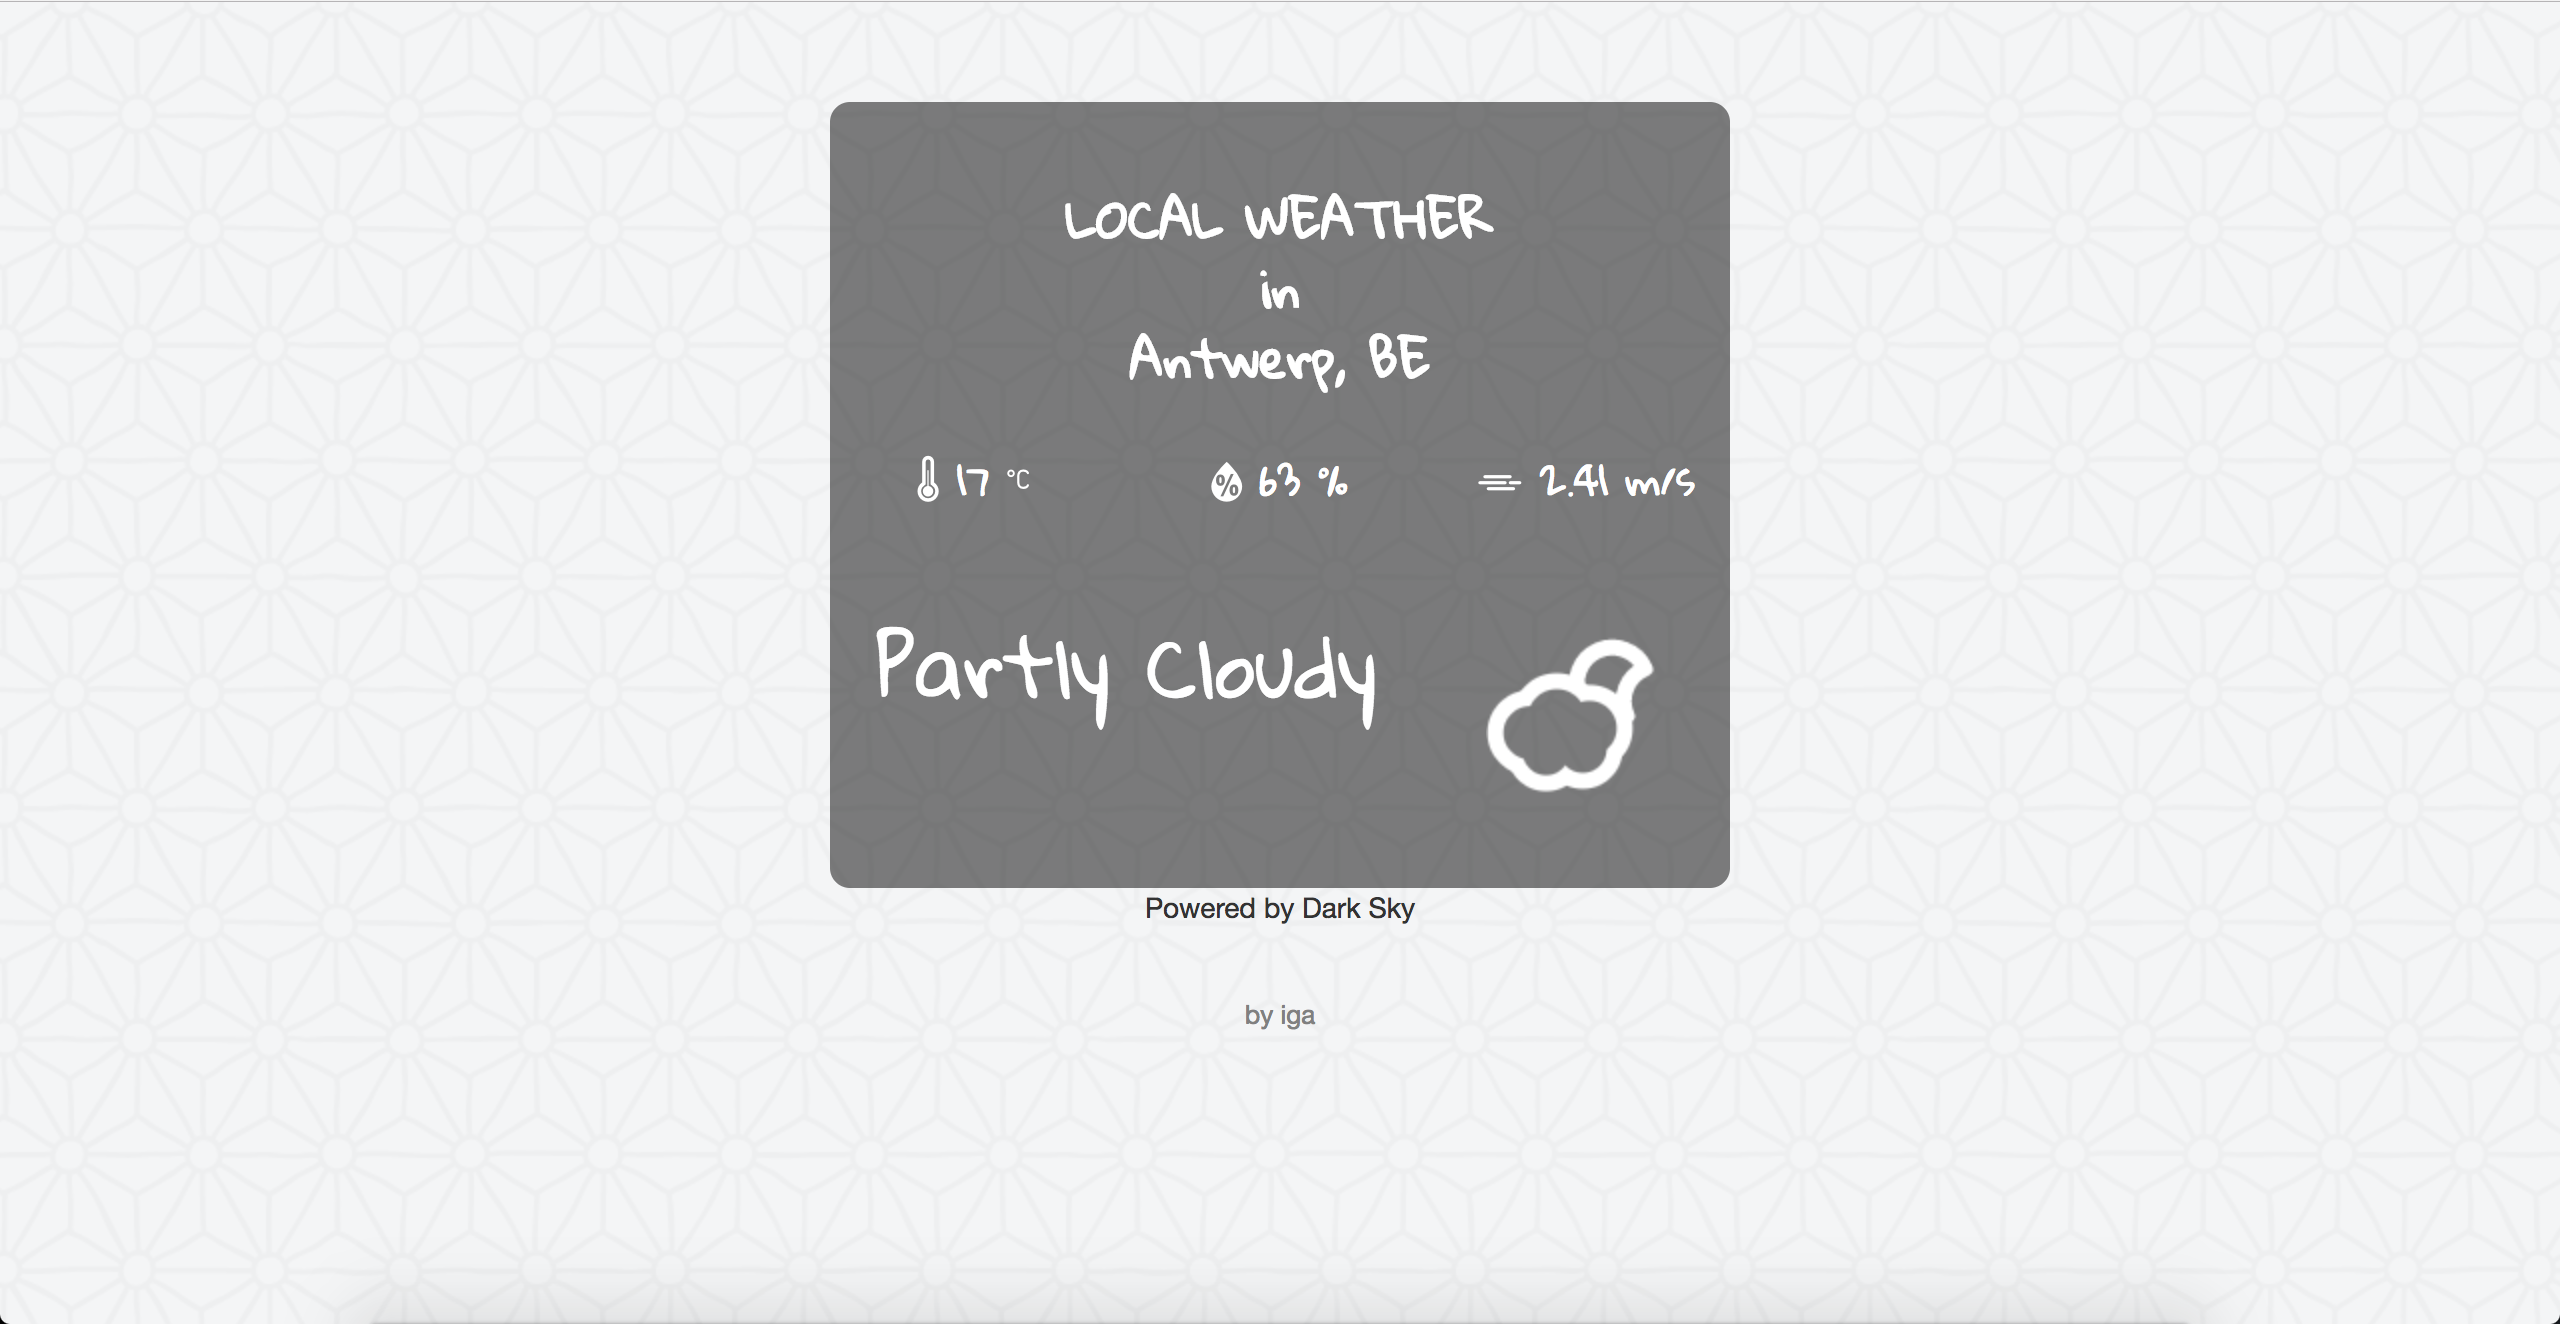 LOCAL WEATHER
in
Antwerp, BE
17 °C
63 %
2.41 m/s
Partly Cloudy
Powered by Dark Sky
by iga